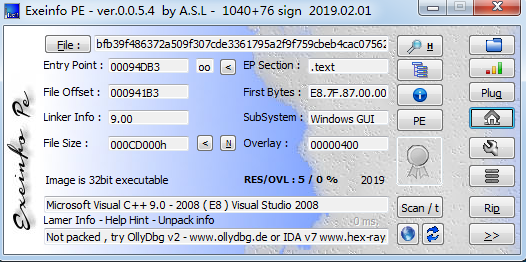 Exeinfo PE - ver.0.0.5.4 by A.S.L - 1040+76 sign 2019.02.01
File : bfb39f486372a509f307cde3361795a2f9f759cbeb4cac07562 H
Entry Point : 00094DB3 oo < EP Section : .text
File Offset : 000941B3 First Bytes : E8.7F.87.00.00 Plug
Linker Info : 9.00 SubSystem : Windows GUI PE
File Size : 000CD000h < N Overlay : 00000400
Image is 32bit executable RES/OVL : 5 / 0 % 2019
Exeinfo Pe
Microsoft Visual C++ 9.0 - 2008 ( E8 ) Visual Studio 2008 Scan / t Rip
Lamer Info - Help Hint - Unpack info -0 ms.
Not packed , try OllyDbg v2 - www.ollydbg.de or IDA v7 www.hex-ray >>